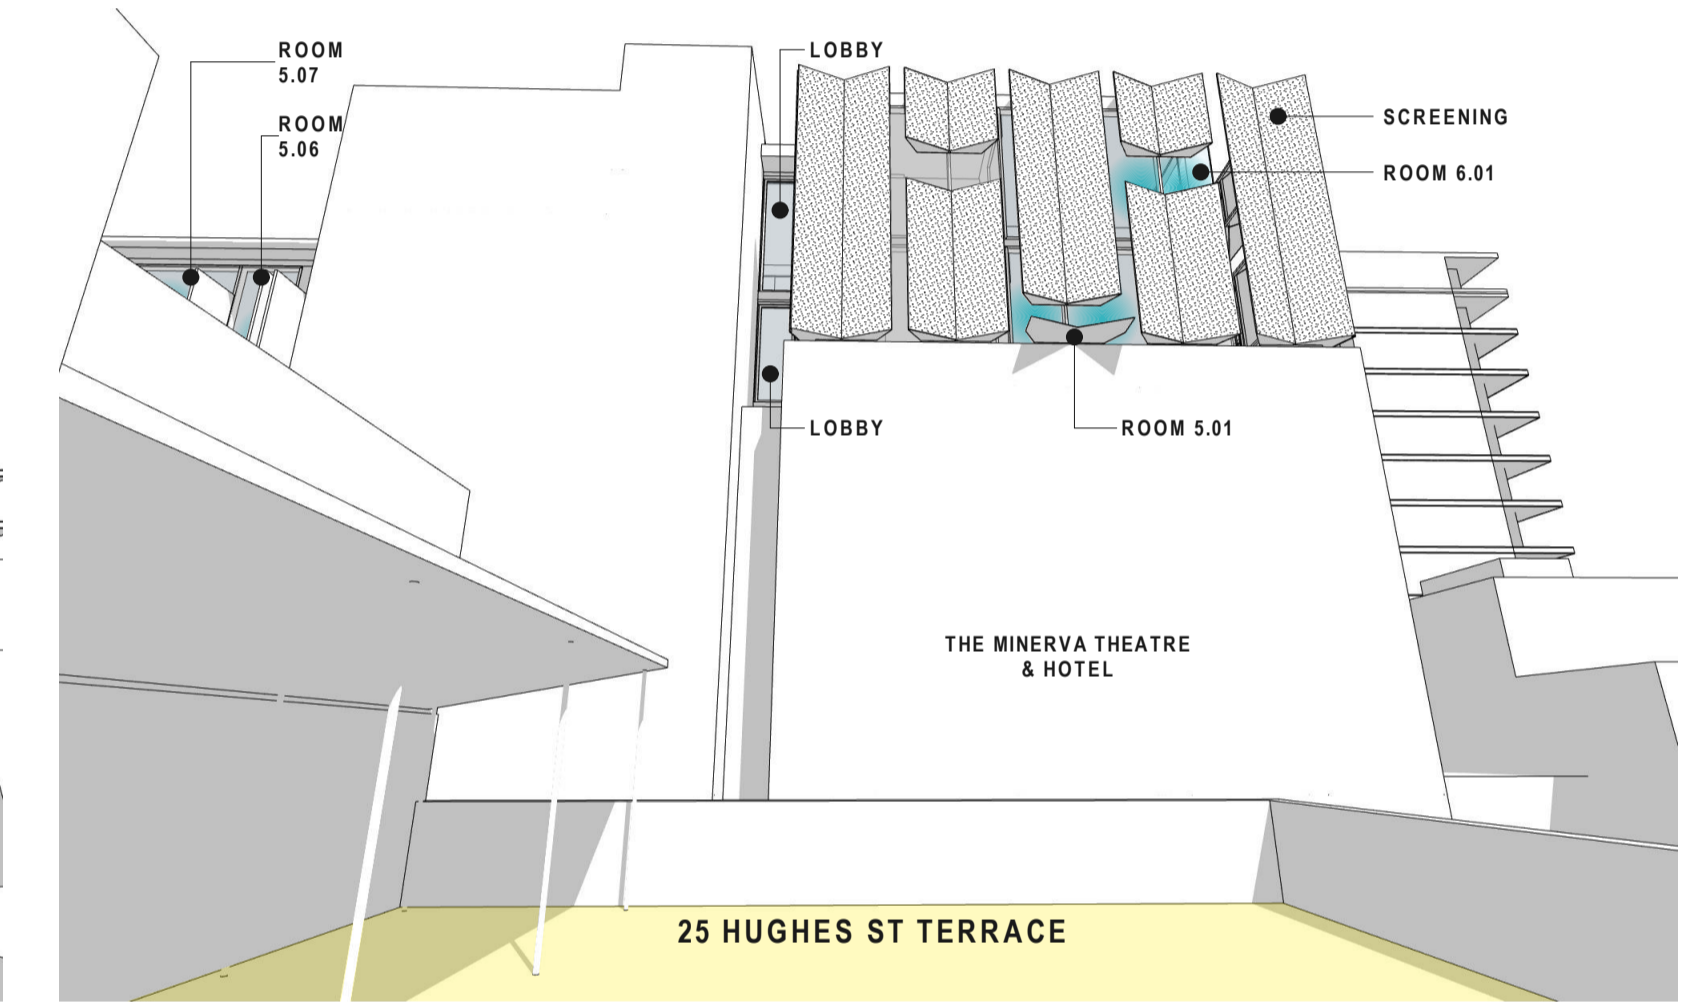 ROOM
5.07
ROOM
5.06
LOBBY
SCREENING
ROOM 6.01
LOBBY
ROOM 5.01
THE MINERVA THEATRE
& HOTEL
25 HUGHES ST TERRACE